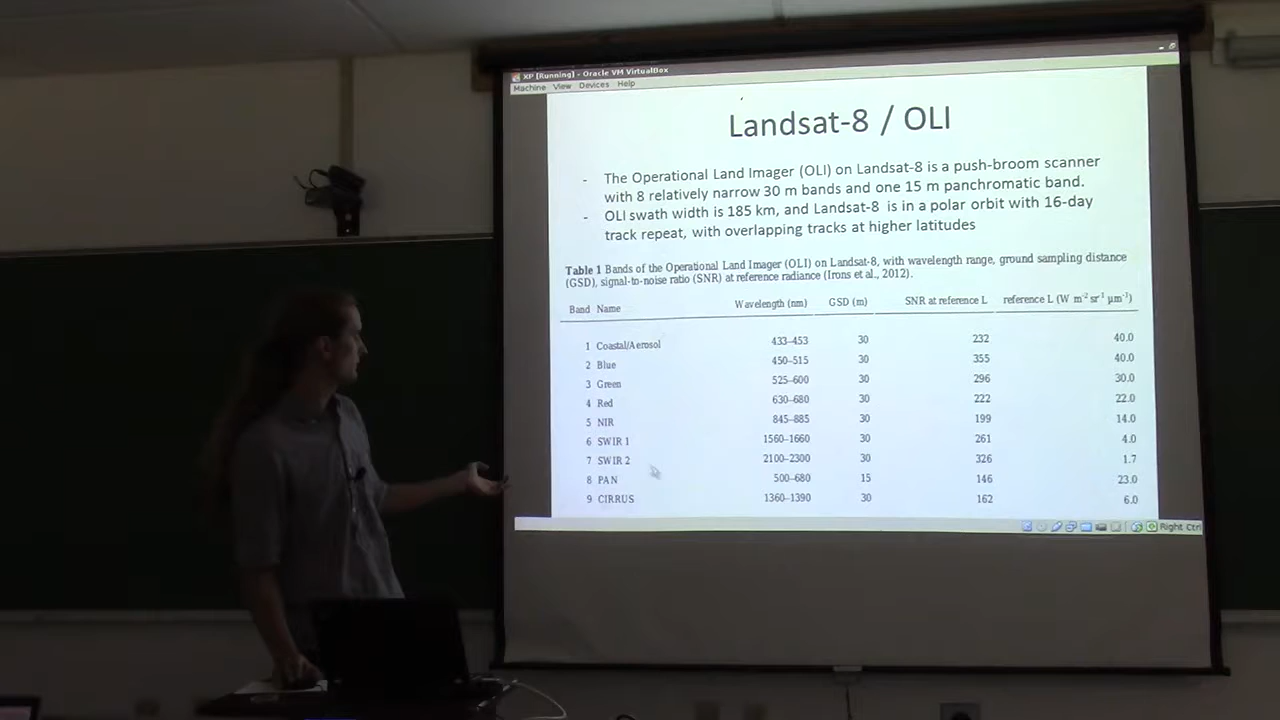 XP [Running] - Oracle VM VirtualBox
Machine View Devices Help
Landsat-8 / OLI
- The Operational Land Imager (OLI) on Landsat-8 is a push-broom scanner
with 8 relatively narrow 30 m bands and one 15 m panchromatic band.
- OLI swath width is 185 km, and Landsat-8 is in a polar orbit with 16-day
track repeat, with overlapping tracks at higher latitudes
Table 1 Bands of the Operational Land Imager (OLI) on Landsat-8, with wavelength range, ground sampling distance
(GSD), signal-to-noise ratio (SNR) at reference radiance (Irons et al., 2012).
Band Name Wavelength (nm) GSD (m) SNR at reference L reference L (W m⁻² sr⁻¹ µm⁻¹)
1 Coastal/Aerosol 433–453 30 232 40.0
2 Blue 450–515 30 355 40.0
3 Green 525–600 30 296 30.0
4 Red 630–680 30 222 22.0
5 NIR 845–885 30 199 14.0
6 SWIR 1 1560–1660 30 261 4.0
7 SWIR 2 2100–2300 30 326 1.7
8 PAN 500–680 15 146 23.0
9 CIRRUS 1360–1390 30 162 6.0
Right Ctrl